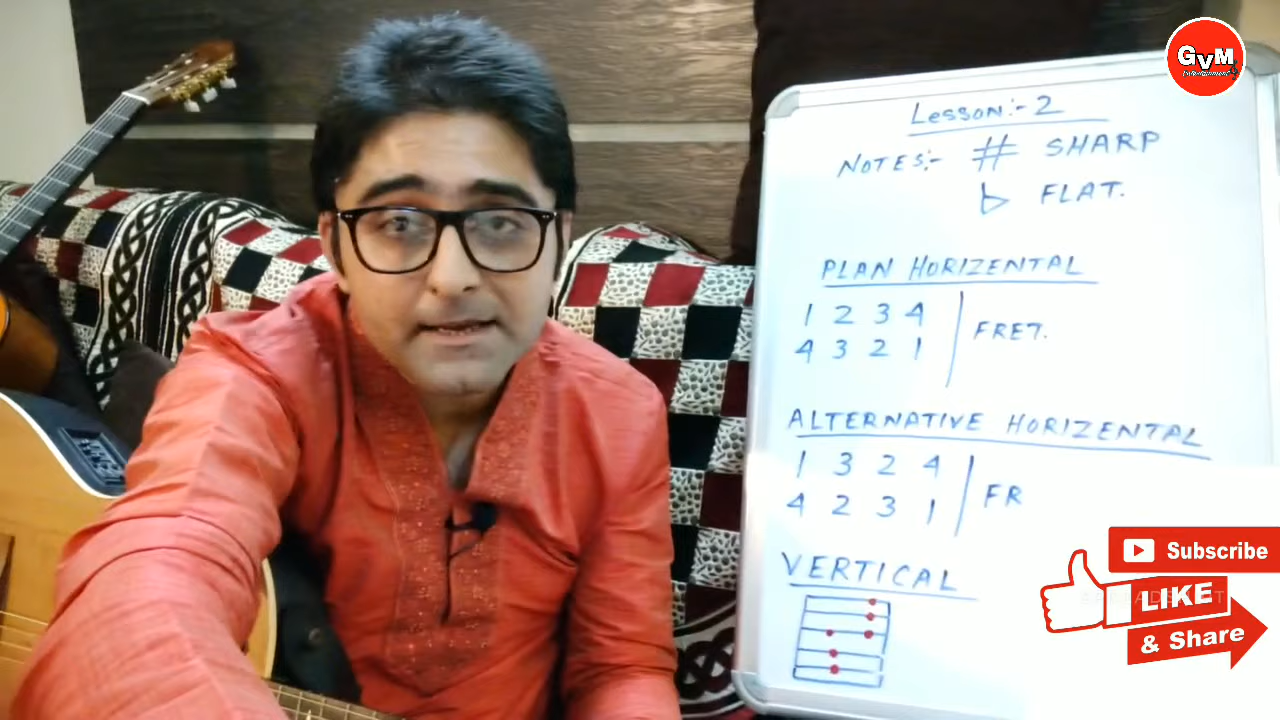 GVM
Entertainment
Lesson:- 2
NOTES:- # SHARP
b FLAT.
PLAN HORIZENTAL
1 2 3 4
4 3 2 1
FRET.
ALTERNATIVE HORIZENTAL
1 3 2 4
4 2 3 1
FR
VERTICAL
Subscribe
LIKE
& Share